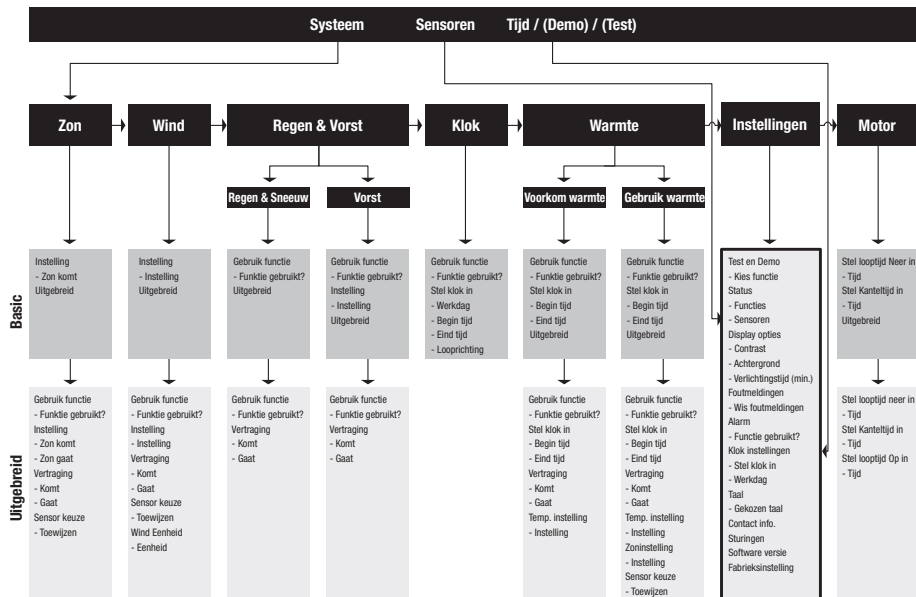 Systeem Sensoren Tijd / (Demo) / (Test)
Zon Wind Regen & Vorst Klok Warmte Instellingen Motor
Regen & Sneeuw Vorst Voorkom warmte Gebruik warmte
Basic
Instelling
- Zon komt
Uitgebreid
Instelling
- Instelling
Uitgebreid
Gebruik functie
- Funktie gebruikt?
Uitgebreid
Gebruik functie
- Funktie gebruikt?
Instelling
- Instelling
Uitgebreid
Gebruik functie
- Funktie gebruikt?
Stel klok in
- Werkdag
- Begin tijd
- Eind tijd
- Looprichting
Gebruik functie
- Funktie gebruikt?
Stel klok in
- Begin tijd
- Eind tijd
Uitgebreid
Gebruik functie
- Funktie gebruikt?
Stel klok in
- Begin tijd
- Eind tijd
Uitgebreid
Test en Demo
- Kies functie
Status
- Functies
- Sensoren
Display opties
- Contrast
- Achtergrond
- Verlichtingstijd (min.)
Foutmeldingen
- Wis foutmeldingen
Alarm
- Functie gebruikt?
Klok instellingen
- Stel klok in
- Werkdag
Taal
- Gekozen taal
Contact info.
Sturingen
Software versie
Fabrieksinstelling
Stel looptijd Neer in
- Tijd
Stel Kanteltijd in
- Tijd
Uitgebreid
Uitgebreid
Gebruik functie
- Funktie gebruikt?
Instelling
- Zon komt
- Zon gaat
Vertraging
- Komt
- Gaat
Sensor keuze
- Toewijzen
Gebruik functie
- Funktie gebruikt?
Instelling
- Instelling
Vertraging
- Komt
- Gaat
Sensor keuze
- Toewijzen
Wind Eenheid
- Eenheid
Gebruik functie
- Funktie gebruikt?
Vertraging
- Komt
- Gaat
Gebruik functie
- Funktie gebruikt?
Vertraging
- Komt
- Gaat
Gebruik functie
- Funktie gebruikt?
Stel klok in
- Begin tijd
- Eind tijd
Vertraging
- Komt
- Gaat
Temp. instelling
- Instelling
Gebruik functie
- Funktie gebruikt?
Stel klok in
- Begin tijd
- Eind tijd
Vertraging
- Komt
- Gaat
Temp. instelling
- Instelling
Zoninstelling
- Instelling
Sensor keuze
- Toewijzen
Stel looptijd neer in
- Tijd
Stel Kanteltijd in
- Tijd
Stel looptijd Op in
- Tijd